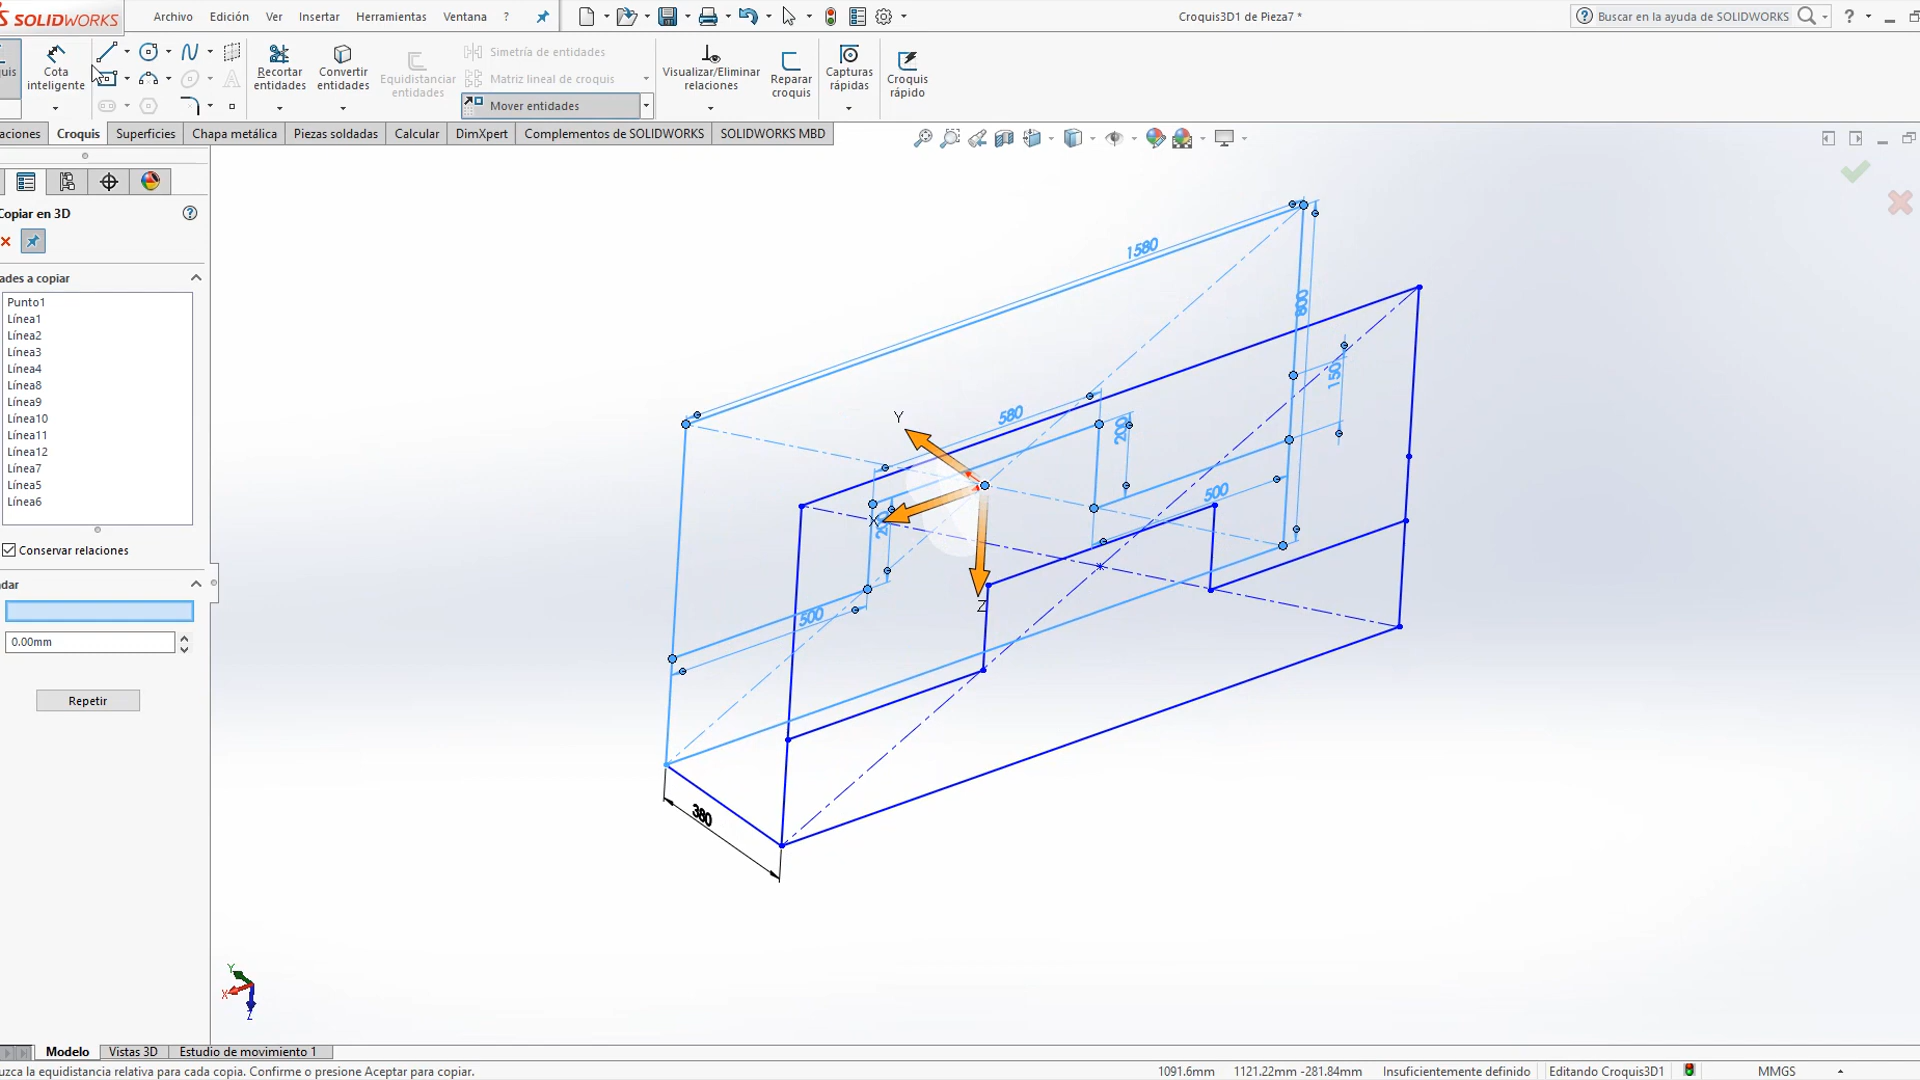 SOLIDWORKS
Archivo Edición Ver Insertar Herramientas Ventana ?
Croquis3D1 de Pieza7 *
Buscar en la ayuda de SOLIDWORKS
?
uis
Cota inteligente
Recortar entidades
Convertir entidades
Equidistanciar entidades
Simetría de entidades
Matriz lineal de croquis
Mover entidades
Visualizar/Eliminar relaciones
Reparar croquis
Capturas rápidas
Croquis rápido
aciones Croquis Superficies Chapa metálica Piezas soldadas Calcular DimXpert Complementos de SOLIDWORKS SOLIDWORKS MBD
Copiar en 3D
?
ades a copiar
Punto1
Línea1
Línea2
Línea3
Línea4
Línea8
Línea9
Línea10
Línea11
Línea12
Línea7
Línea5
Línea6
Conservar relaciones
dar
0.00mm
Repetir
1580
800
150
580
200
Y
X
200
500
Z
500
380
Y
X
Z
Modelo Vistas 3D Estudio de movimiento 1
uzca la equidistancia relativa para cada copia. Confirme o presione Aceptar para copiar.
1091.6mm 1121.22mm -281.84mm Insuficientemente definido Editando Croquis3D1 MMGS